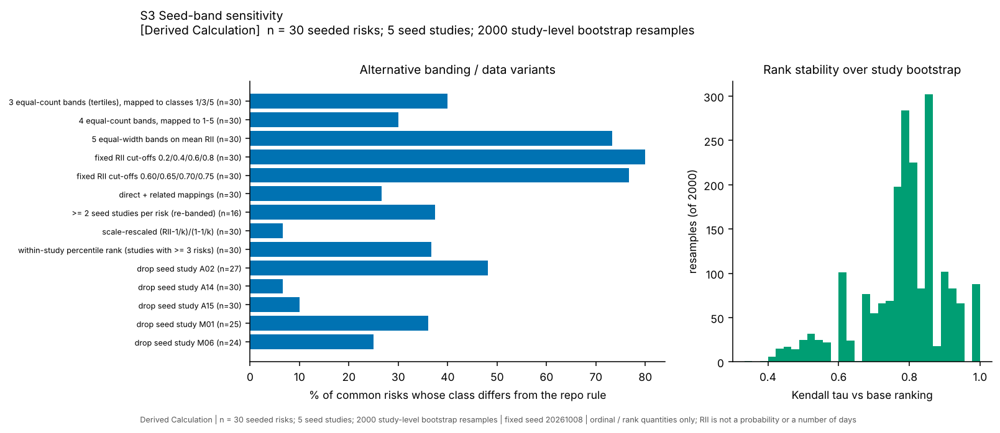 S3 Seed-band sensitivity
[Derived Calculation]  n = 30 seeded risks; 5 seed studies; 2000 study-level bootstrap resamples
Alternative banding / data variants
3 equal-count bands (tertiles), mapped to classes 1/3/5 (n=30)
4 equal-count bands, mapped to 1-5 (n=30)
5 equal-width bands on mean RII (n=30)
fixed RII cut-offs 0.2/0.4/0.6/0.8 (n=30)
fixed RII cut-offs 0.60/0.65/0.70/0.75 (n=30)
direct + related mappings (n=30)
>= 2 seed studies per risk (re-banded) (n=16)
scale-rescaled (RII-1/k)/(1-1/k) (n=30)
within-study percentile rank (studies with >= 3 risks) (n=30)
drop seed study A02 (n=27)
drop seed study A14 (n=30)
drop seed study A15 (n=30)
drop seed study M01 (n=25)
drop seed study M06 (n=24)
0 10 20 30 40 50 60 70 80
% of common risks whose class differs from the repo rule
Rank stability over study bootstrap
resamples (of 2000)
300
250
200
150
100
50
0
0.4 0.6 0.8 1.0
Kendall tau vs base ranking
Derived Calculation | n = 30 seeded risks; 5 seed studies; 2000 study-level bootstrap resamples | fixed seed 20261008 | ordinal / rank quantities only; RII is not a probability or a number of days